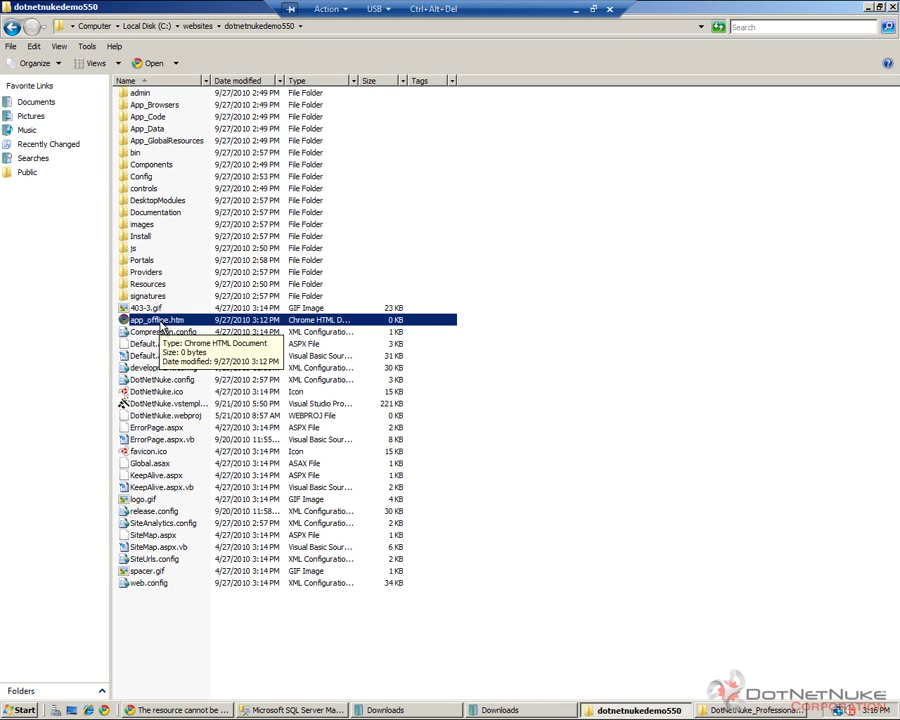 dotnetnukedemo550
Action USB Ctrl+Alt+Del
Computer Local Disk (C:) websites dotnetnukedemo550
Search
File Edit View Tools Help
Organize Views Open
Favorite Links
Documents
Pictures
Music
Recently Changed
Searches
Public
Folders
Name Date modified Type Size Tags
admin 9/27/2010 2:49 PM File Folder
App_Browsers 9/27/2010 2:49 PM File Folder
App_Code 9/27/2010 2:49 PM File Folder
App_Data 9/27/2010 2:49 PM File Folder
App_GlobalResources 9/27/2010 2:49 PM File Folder
bin 9/27/2010 2:57 PM File Folder
Components 9/27/2010 2:49 PM File Folder
Config 9/27/2010 2:49 PM File Folder
controls 9/27/2010 2:49 PM File Folder
DesktopModules 9/27/2010 2:57 PM File Folder
Documentation 9/27/2010 2:57 PM File Folder
images 9/27/2010 2:57 PM File Folder
Install 9/27/2010 2:57 PM File Folder
js 9/27/2010 2:50 PM File Folder
Portals 9/27/2010 2:58 PM File Folder
Providers 9/27/2010 2:57 PM File Folder
Resources 9/27/2010 2:57 PM File Folder
signatures 9/27/2010 2:57 PM File Folder
403-3.gif 4/27/2010 3:14 PM GIF Image 23 KB
app_offline.htm 9/27/2010 3:12 PM Chrome HTML D... 0 KB
Compression.config 4/27/2010 3:14 PM XML Configuratio... 1 KB
Default. ASPX File 3 KB
Default. Visual Basic Sour... 31 KB
XML Configuratio... 30 KB
Type: Chrome HTML Document
Size: 0 bytes
Date modified: 9/27/2010 3:12 PM
DotNetNuke.config 9/27/2010 2:57 PM XML Configuratio... 3 KB
DotNetNuke.ico 4/27/2010 3:14 PM Icon 15 KB
DotNetNuke.vstempl... 9/21/2010 5:50 PM Visual Studio Pro... 221 KB
DotNetNuke.webproj 5/21/2010 8:57 AM WEBPROJ File 0 KB
ErrorPage.aspx 4/27/2010 3:14 PM ASPX File 2 KB
ErrorPage.aspx.vb 9/20/2010 11:55... Visual Basic Sour... 8 KB
favicon.ico 4/27/2010 3:14 PM Icon 15 KB
Global.asax 4/27/2010 3:14 PM ASAX File 1 KB
KeepAlive.aspx 4/27/2010 3:14 PM ASPX File 1 KB
KeepAlive.aspx.vb 4/27/2010 3:14 PM Visual Basic Sour... 2 KB
logo.gif 4/27/2010 3:14 PM GIF Image 4 KB
release.config 9/20/2010 11:58... XML Configuratio... 30 KB
SiteAnalytics.config 9/27/2010 2:57 PM XML Configuratio... 2 KB
SiteMap.aspx 4/27/2010 3:14 PM ASPX File 1 KB
SiteMap.aspx.vb 4/27/2010 3:14 PM Visual Basic Sour... 6 KB
SiteUrls.config 4/27/2010 3:14 PM XML Configuratio... 2 KB
spacer.gif 4/27/2010 3:14 PM GIF Image 1 KB
web.config 9/27/2010 3:14 PM XML Configuratio... 34 KB
DOTNETNUKE
CORPORATION
Start The resource cannot be ... Microsoft SQL Server Ma... Downloads Downloads dotnetnukedemo550 DotNetNuke_Professiona... 3:16 PM